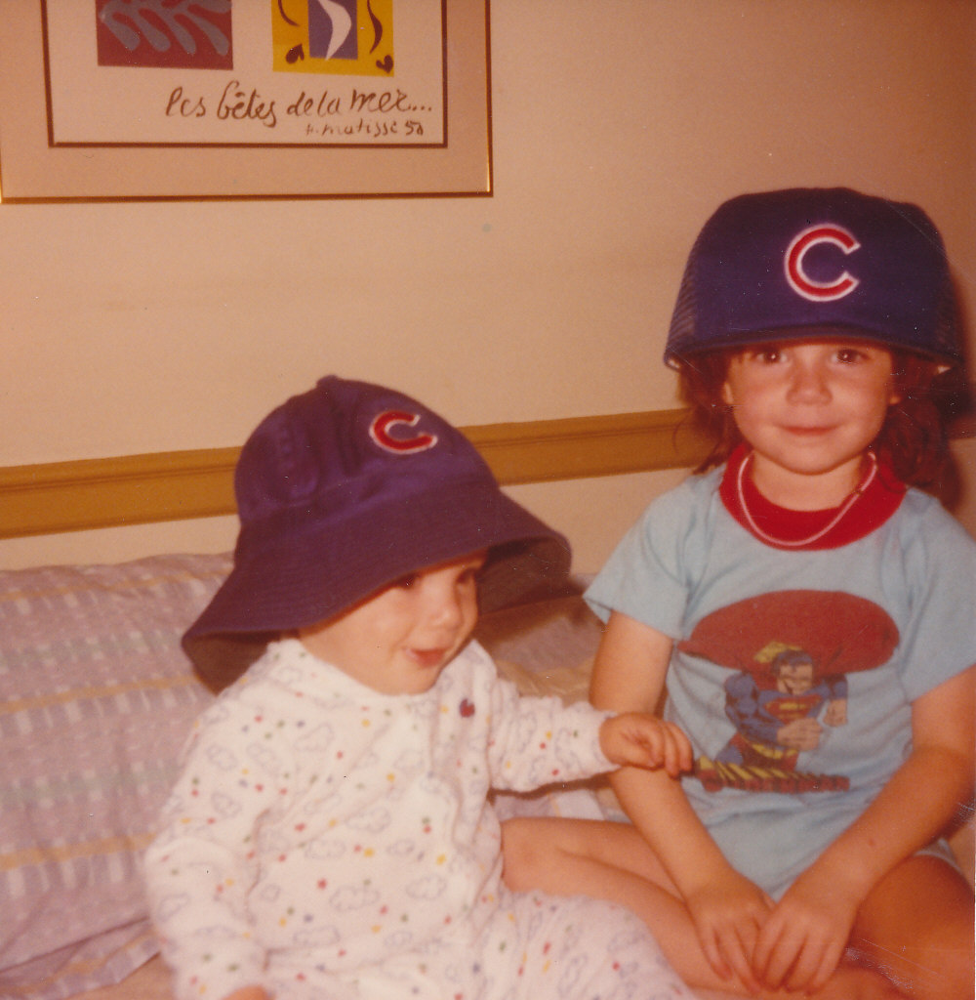 les bêtes de la mer...
H. matisse 50
C
C